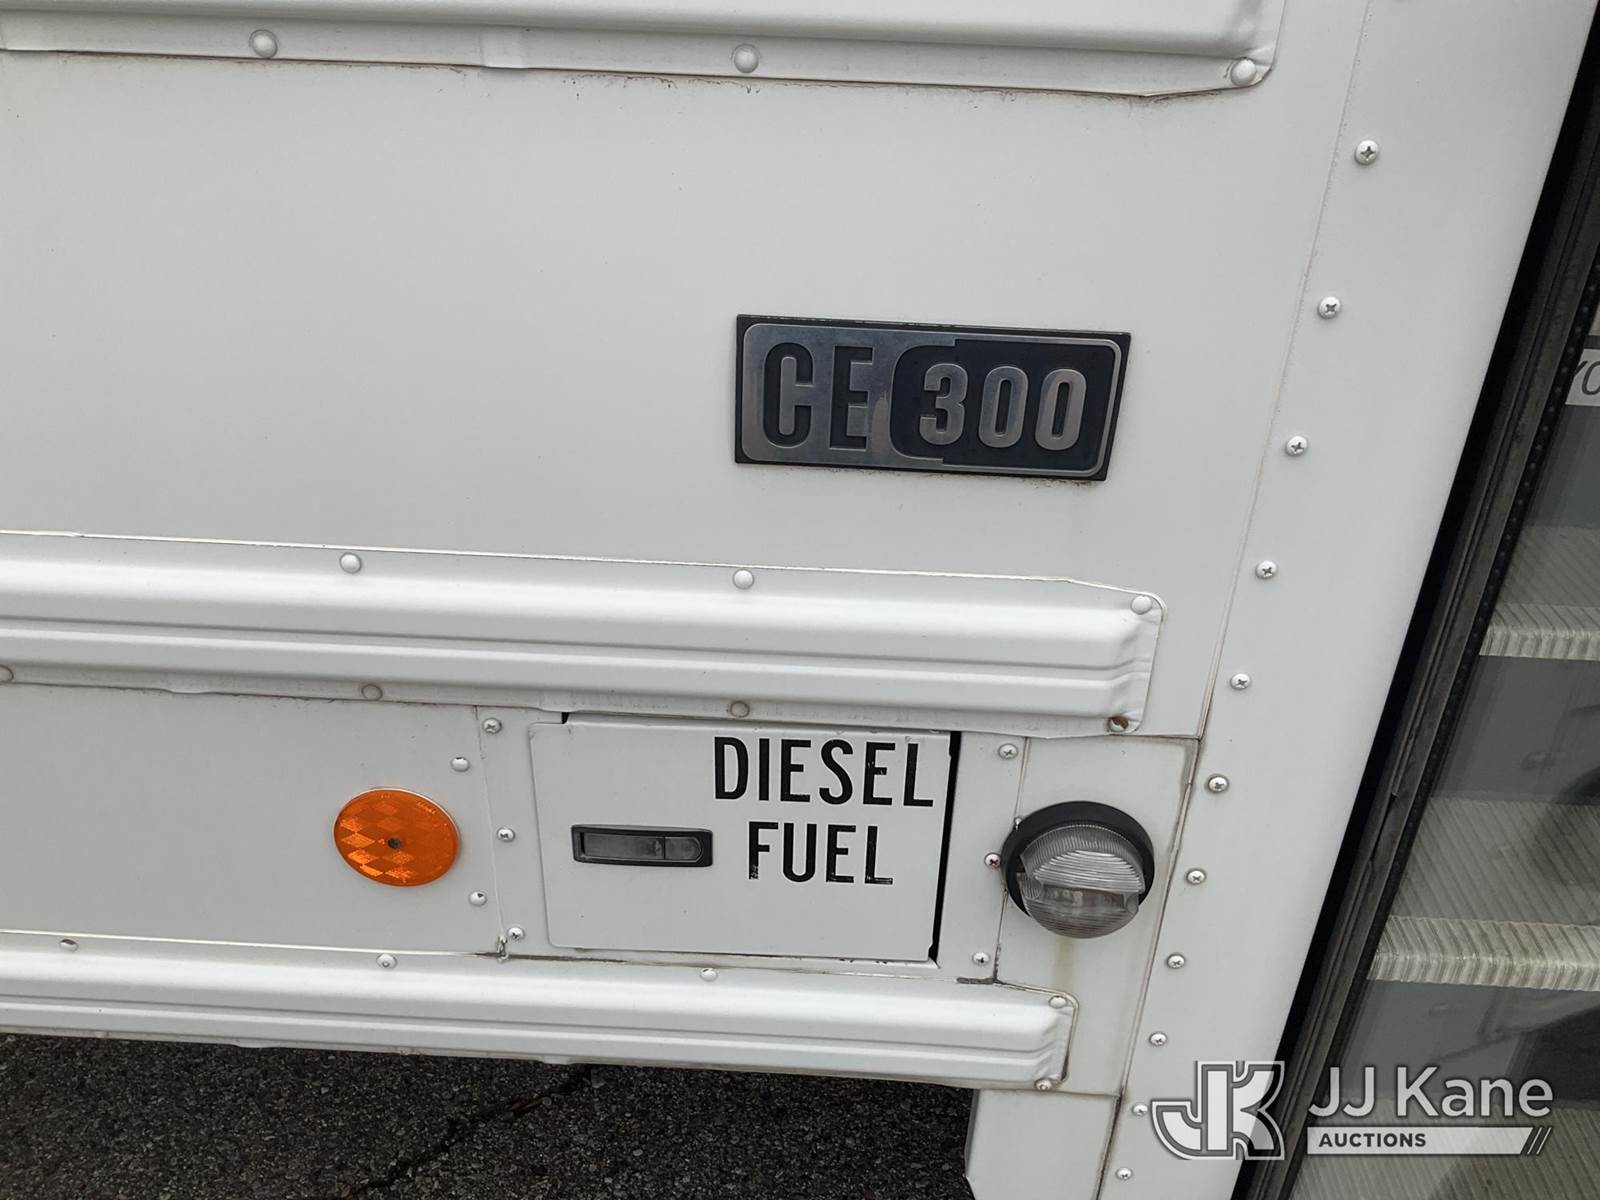 CE 300
DIESEL
FUEL
JJ Kane
AUCTIONS